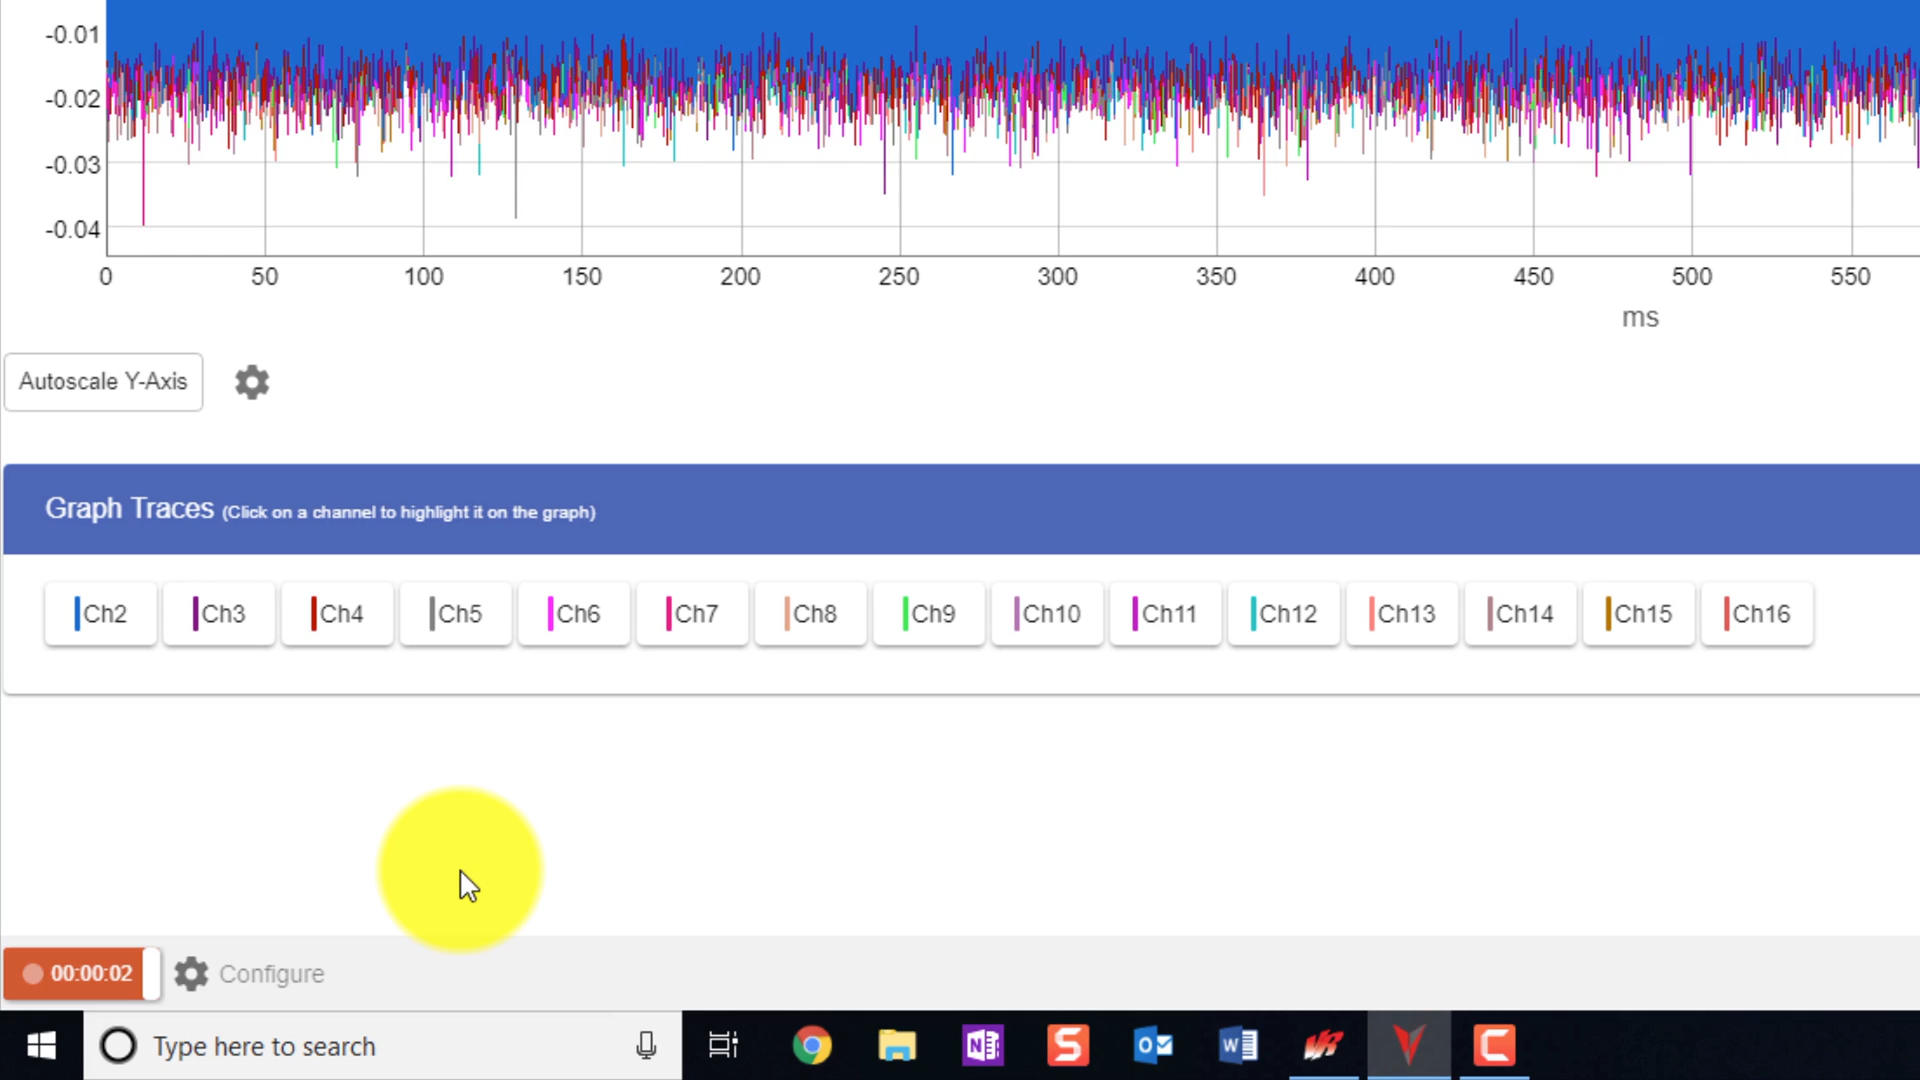 -0.01
-0.02
-0.03
-0.04
0 50 100 150 200 250 300 350 400 450 500 550
ms
Autoscale Y-Axis
Graph Traces (Click on a channel to highlight it on the graph)
Ch2 Ch3 Ch4 Ch5 Ch6 Ch7 Ch8 Ch9 Ch10 Ch11 Ch12 Ch13 Ch14 Ch15 Ch16
00:00:02 Configure
Type here to search N S O W VR C